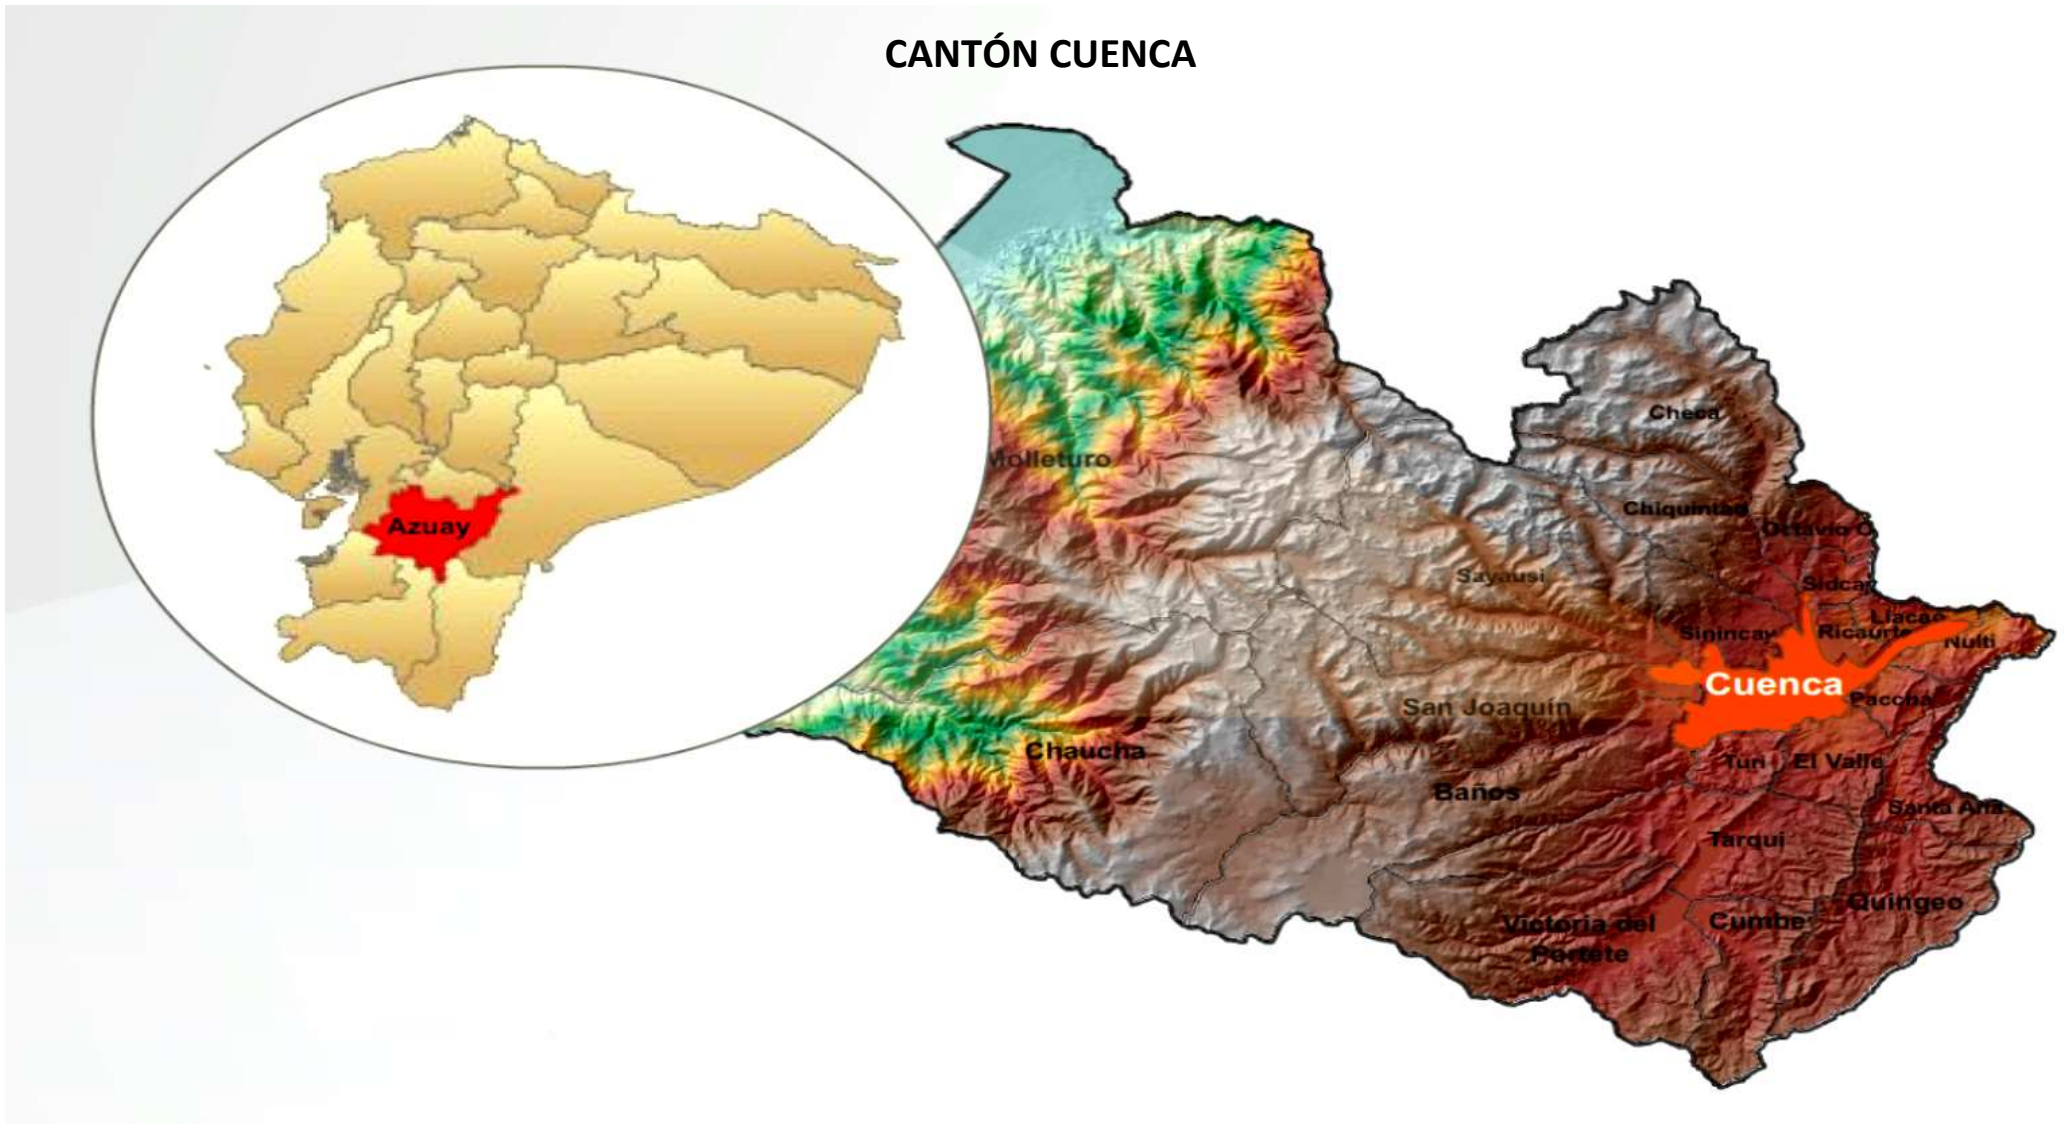 CANTÓN CUENCA
Azuay
Molleturo
Checa
Chiquintad
Octavio C
Sayausi
Sidcay
Llacao
Sinincay
Ricaurte
Nulti
Cuenca
Paccha
San Joaquín
Chaucha
Turi
El Valle
Baños
Santa Ana
Tarqui
Quingeo
Victoria del
Portete
Cumbe